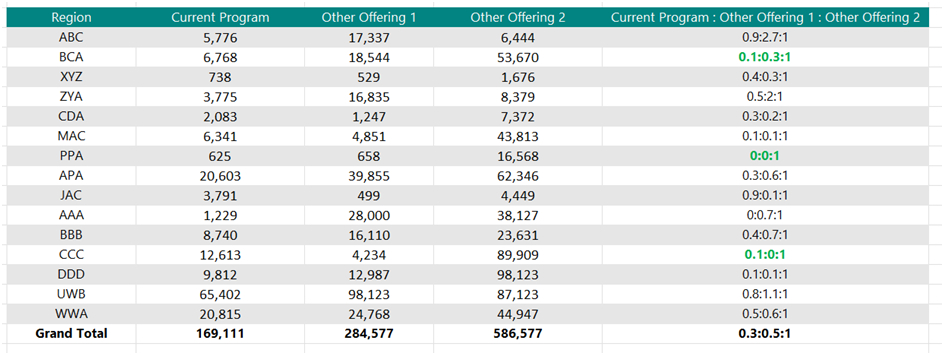 Region Current Program Other Offering 1 Other Offering 2 Current Program : Other Offering 1 : Other Offering 2
ABC 5,776 17,337 6,444 0.9:2.7:1
BCA 6,768 18,544 53,670 0.1:0.3:1
XYZ 738 529 1,676 0.4:0.3:1
ZYA 3,775 16,835 8,379 0.5:2:1
CDA 2,083 1,247 7,372 0.3:0.2:1
MAC 6,341 4,851 43,813 0.1:0.1:1
PPA 625 658 16,568 0:0:1
APA 20,603 39,855 62,346 0.3:0.6:1
JAC 3,791 499 4,449 0.9:0.1:1
AAA 1,229 28,000 38,127 0:0.7:1
BBB 8,740 16,110 23,631 0.4:0.7:1
CCC 12,613 4,234 89,909 0.1:0:1
DDD 9,812 12,987 98,123 0.1:0.1:1
UWB 65,402 98,123 87,123 0.8:1.1:1
WWA 20,815 24,768 44,947 0.5:0.6:1
Grand Total 169,111 284,577 586,577 0.3:0.5:1